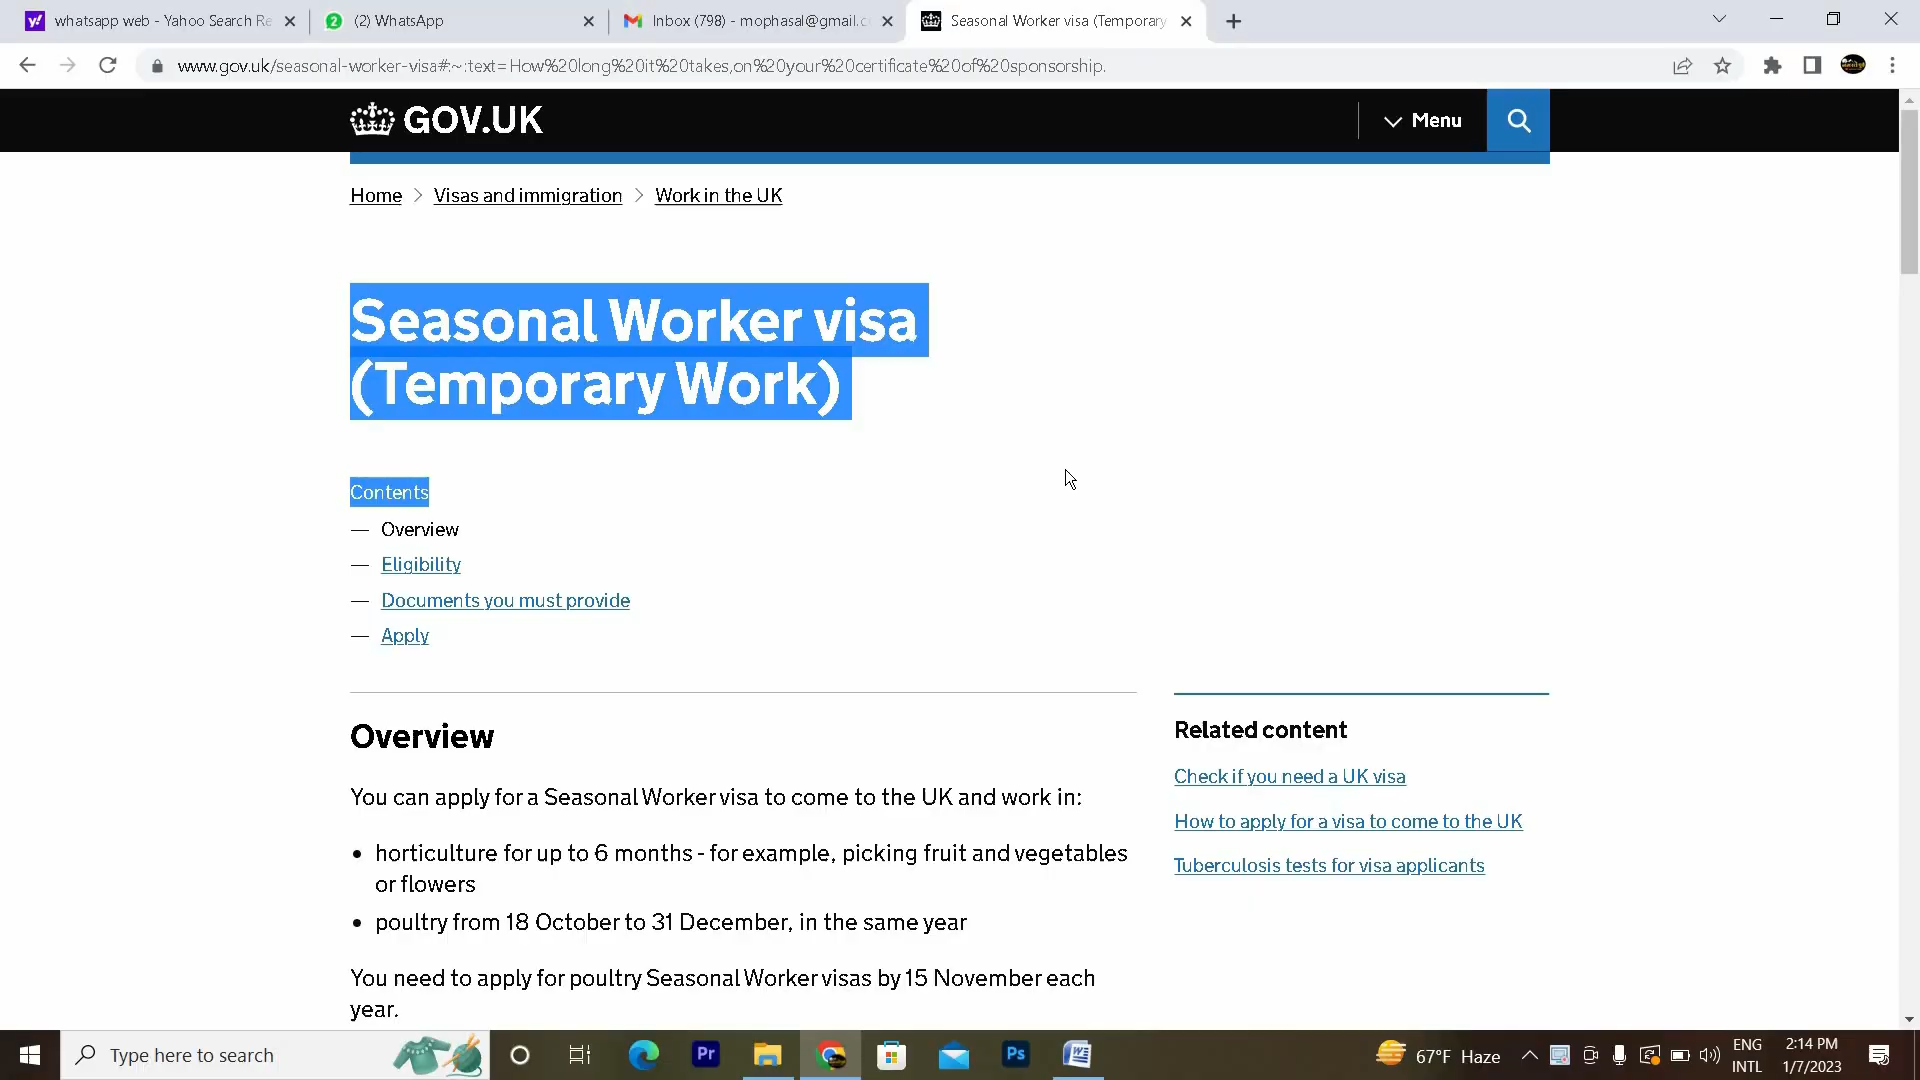 whatsapp web - Yahoo Search Re
(2) WhatsApp
Inbox (798) - mophasal@gmail.c
Seasonal Worker visa (Temporary
www.gov.uk/seasonal-worker-visa#:~:text=How%20long%20it%20takes,on%20your%20certificate%20of%20sponsorship.
GOV.UK
Menu
Home > Visas and immigration > Work in the UK
Seasonal Worker visa
(Temporary Work)
Contents
— Overview
— Eligibility
— Documents you must provide
— Apply
Overview
You can apply for a Seasonal Worker visa to come to the UK and work in:
• horticulture for up to 6 months - for example, picking fruit and vegetables
or flowers
• poultry from 18 October to 31 December, in the same year
You need to apply for poultry Seasonal Worker visas by 15 November each
year.
Related content
Check if you need a UK visa
How to apply for a visa to come to the UK
Tuberculosis tests for visa applicants
Type here to search
Pr
Ps
67°F Haze
ENG
INTL
2:14 PM
1/7/2023